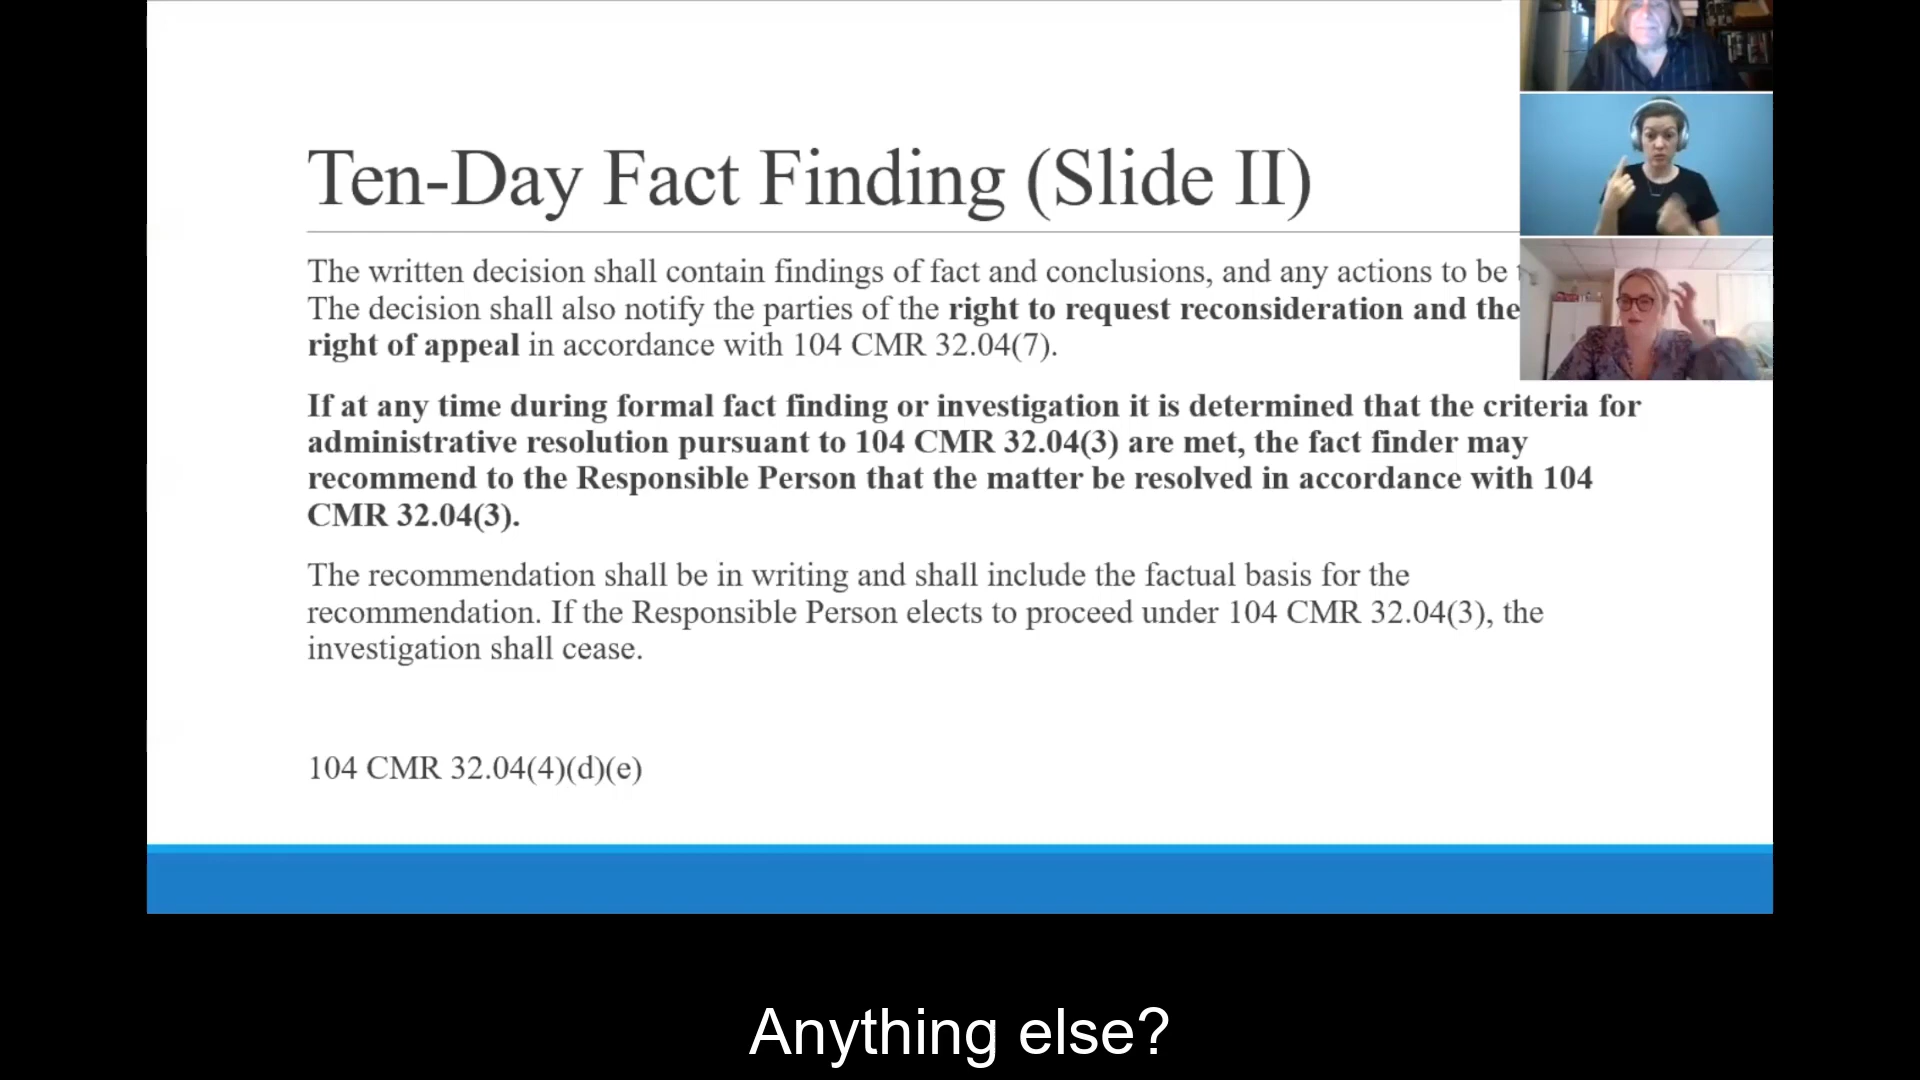 Ten-Day Fact Finding (Slide II)
The written decision shall contain findings of fact and conclusions, and any actions to be
The decision shall also notify the parties of the right to request reconsideration and the
right of appeal in accordance with 104 CMR 32.04(7).
If at any time during formal fact finding or investigation it is determined that the criteria for
administrative resolution pursuant to 104 CMR 32.04(3) are met, the fact finder may
recommend to the Responsible Person that the matter be resolved in accordance with 104
CMR 32.04(3).
The recommendation shall be in writing and shall include the factual basis for the
recommendation. If the Responsible Person elects to proceed under 104 CMR 32.04(3), the
investigation shall cease.
104 CMR 32.04(4)(d)(e)
Anything else?